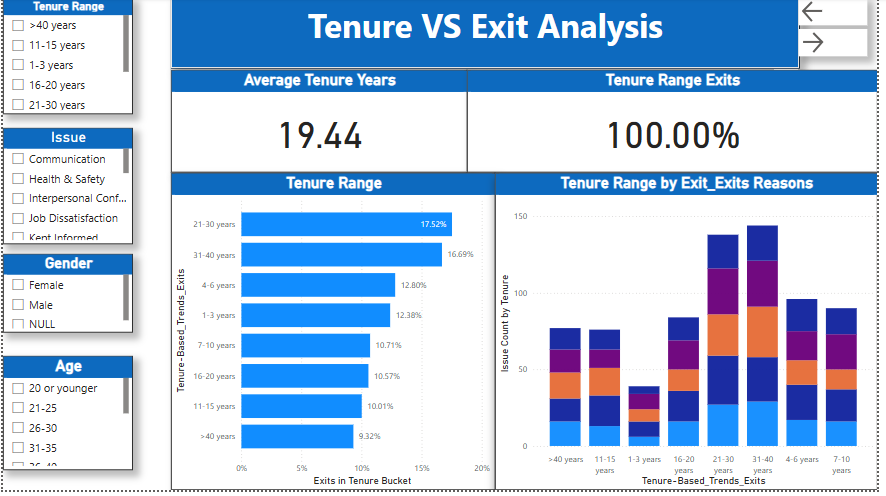 Tenure Range
>40 years
11-15 years
1-3 years
16-20 years
21-30 years
Issue
Communication
Health & Safety
Interpersonal Conf...
Job Dissatisfaction
Kept Informed
Gender
Female
Male
NULL
Age
20 or younger
21-25
26-30
31-35
36-40
Tenure VS Exit Analysis
Average Tenure Years
19.44
Tenure Range Exits
100.00%
Tenure Range
Tenure-Based_Trends_Exits
21-30 years 17.52%
31-40 years 16.69%
4-6 years 12.80%
1-3 years 12.38%
7-10 years 10.71%
16-20 years 10.57%
11-15 years 10.01%
>40 years 9.32%
0% 5% 10% 15% 20%
Exits in Tenure Bucket
Tenure Range by Exit_Exits Reasons
Issue Count by Tenure
150
100
50
0
>40 years 11-15 1-3 years 16-20 21-30 31-40 4-6 years 7-10
years years years years years
Tenure-Based_Trends_Exits